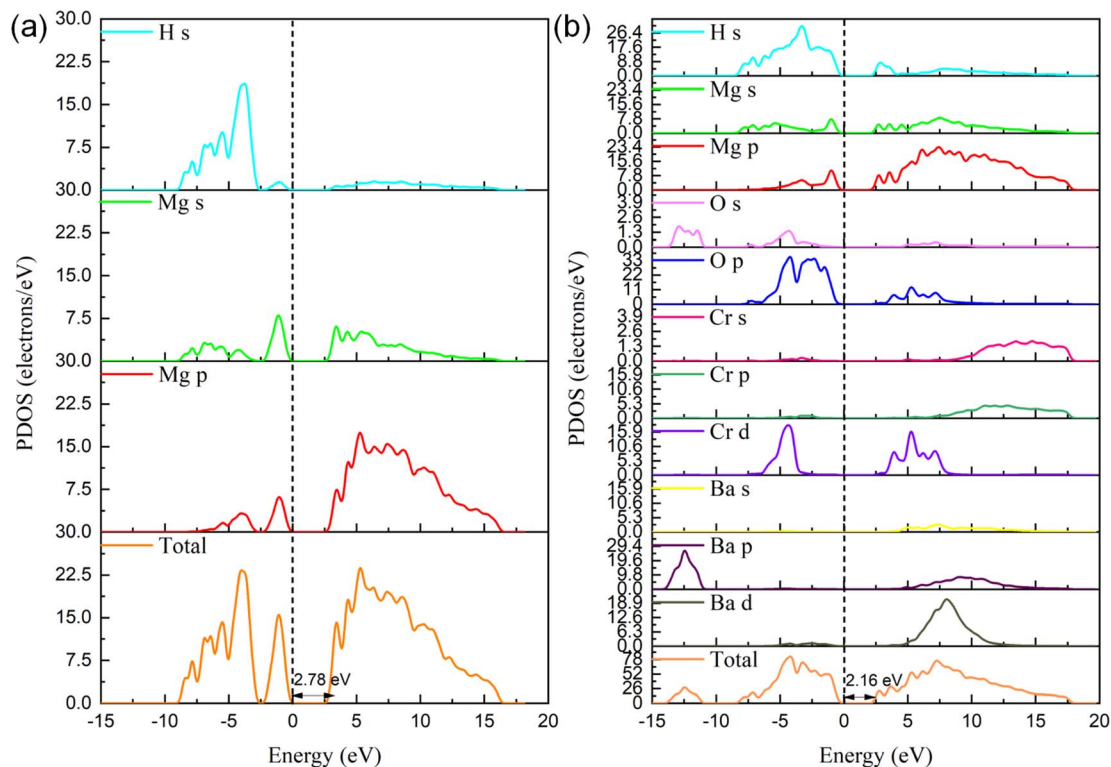 (a)
PDOS (electrons/eV)
30.0
22.5
15.0
7.5
30.0
22.5
15.0
7.5
30.0
22.5
15.0
7.5
30.0
22.5
15.0
7.5
0.0
H s
Mg s
Mg p
Total
2.78 eV
-15 -10 -5 0 5 10 15 20
Energy (eV)
(b)
PDOS (electrons/eV)
26.4
17.6
8.8
0.0
H s
23.4
15.6
7.8
0.0
Mg s
23.4
15.6
7.8
0.0
Mg p
3.9
2.6
1.3
0.0
O s
33
22
11
0
O p
3.9
2.6
1.3
0.0
Cr s
15.9
10.6
5.3
0.0
Cr p
15.9
10.6
5.3
0.0
Cr d
15.9
10.6
5.3
0.0
Ba s
29.4
19.6
9.8
0.0
Ba p
18.9
12.6
6.3
0.0
Ba d
78
52
26
0
Total
2.16 eV
-15 -10 -5 0 5 10 15 20
Energy (eV)